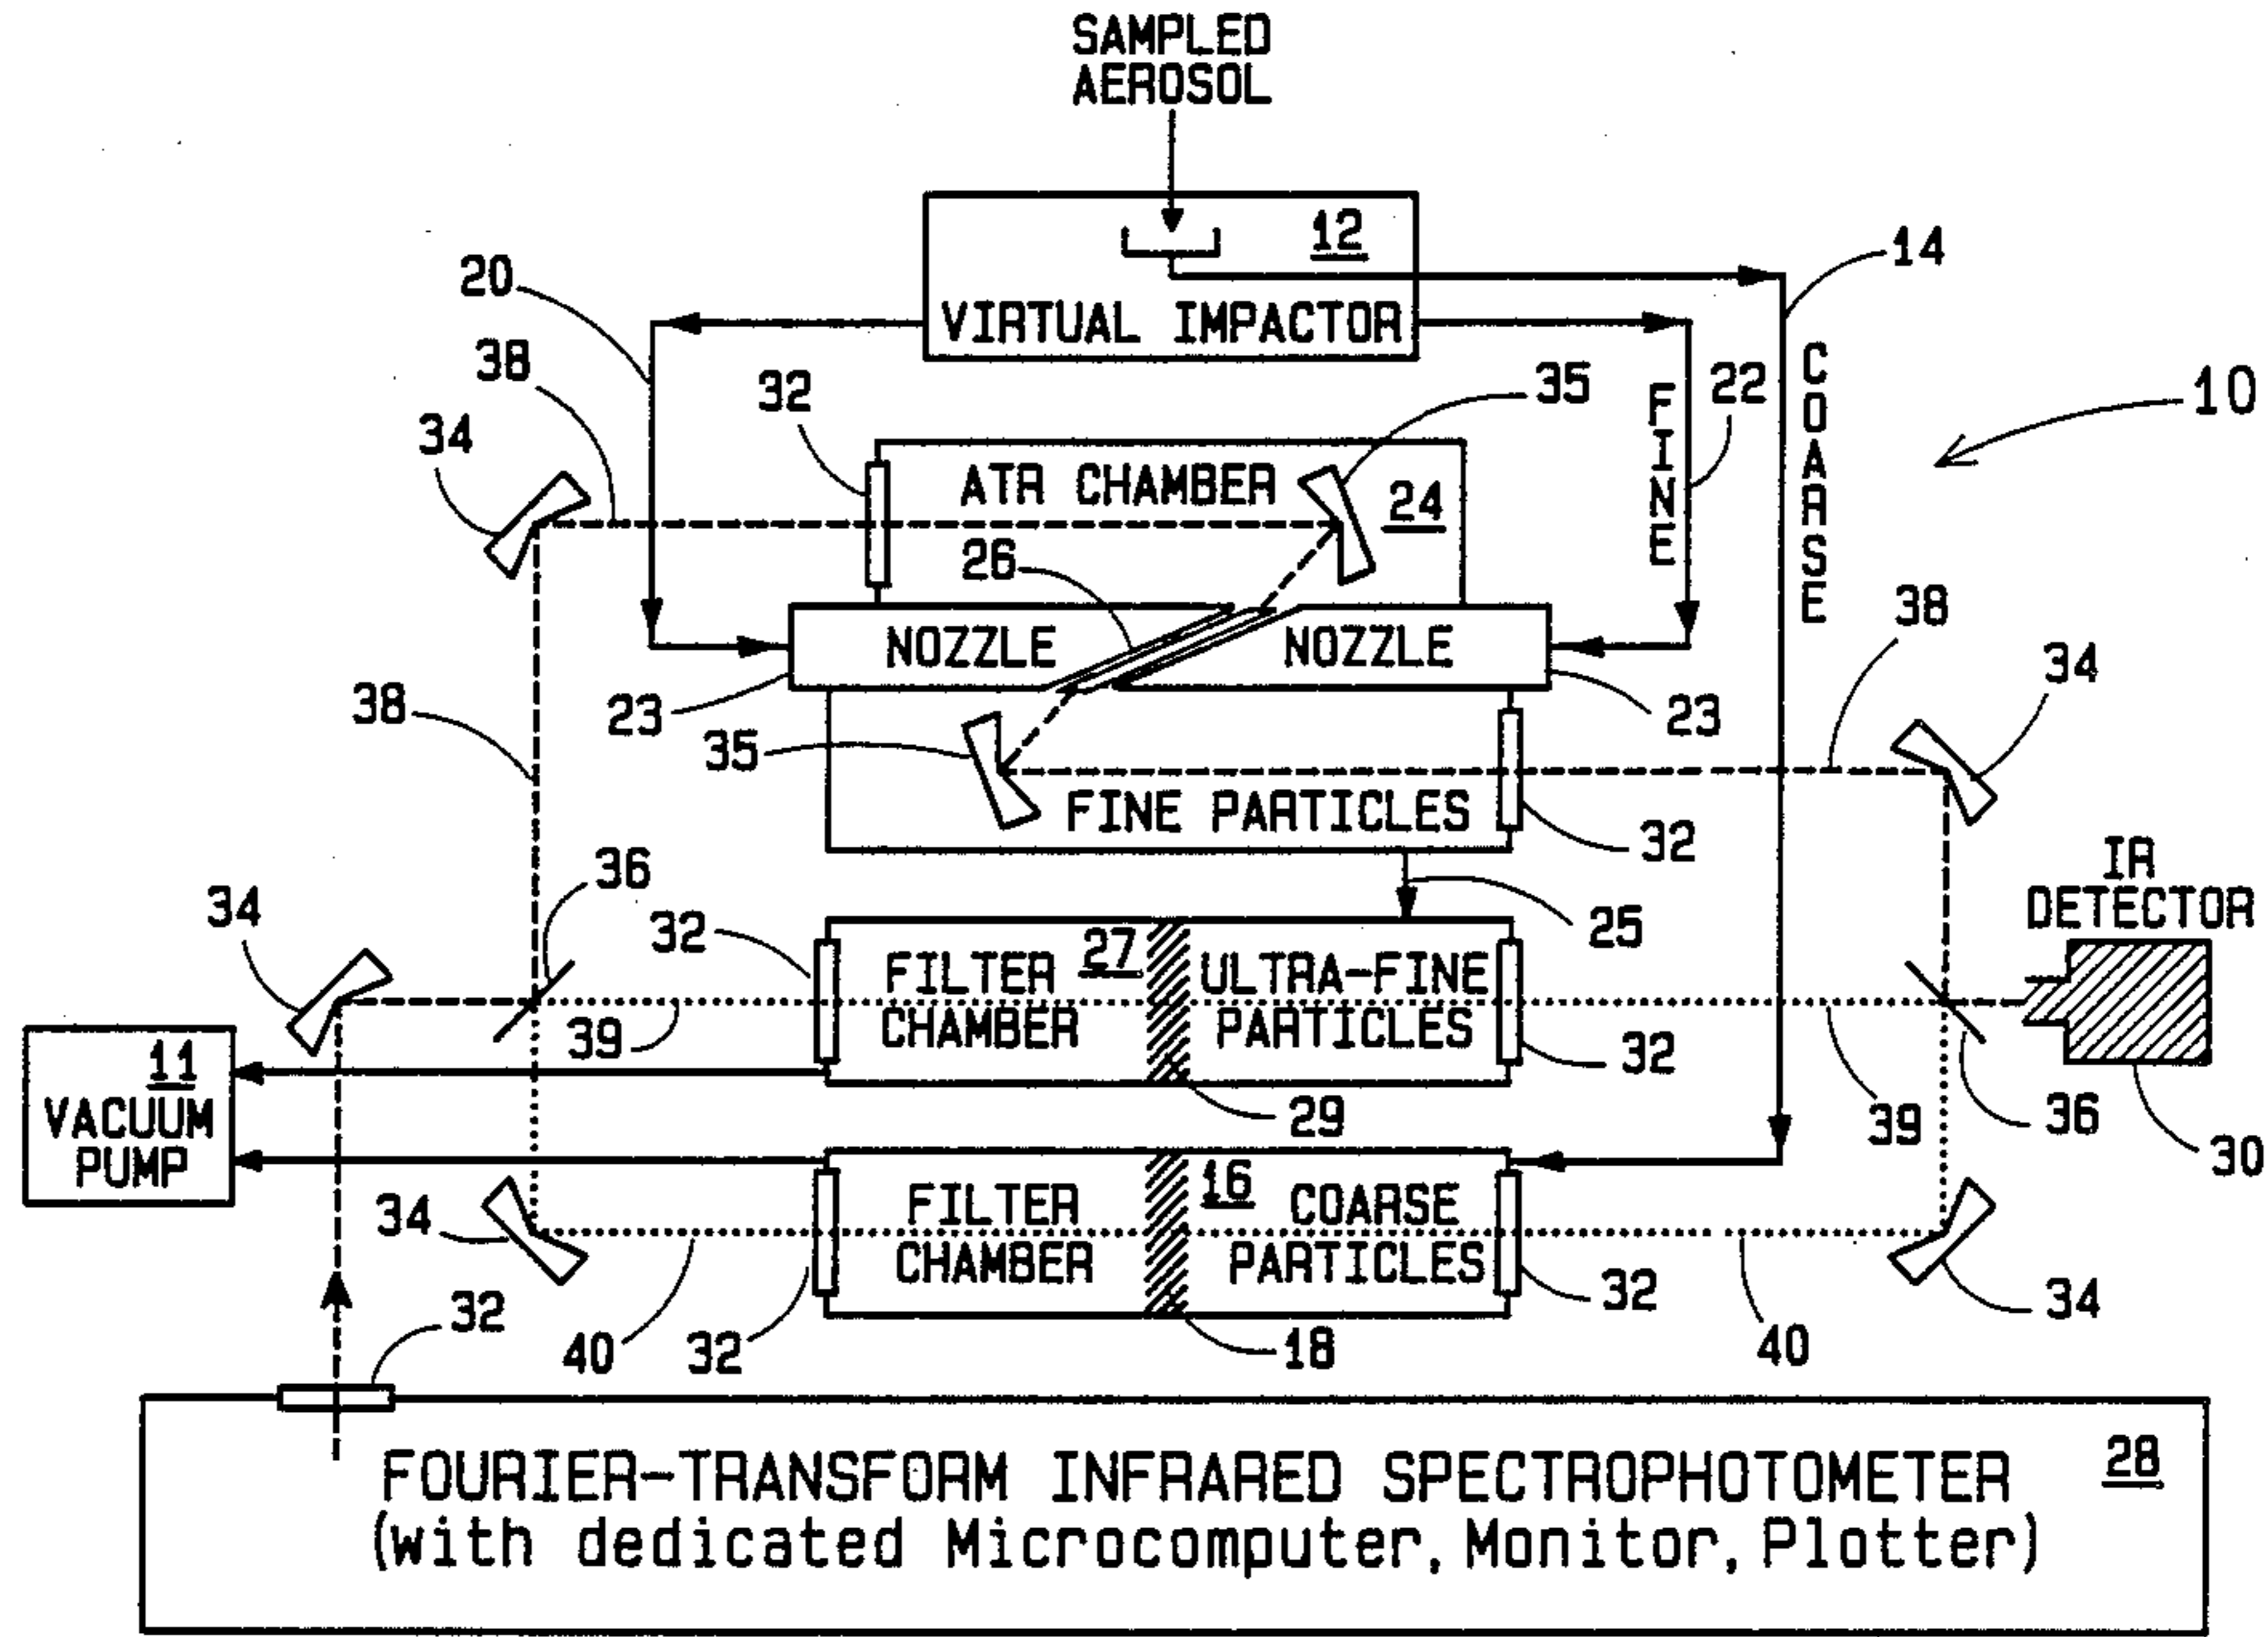 SAMPLED
AEROSOL
12
14
20
VIRTUAL IMPACTOR
38
32
35
FINE
22
COARSE
10
34
ATR CHAMBER
24
26
NOZZLE
NOZZLE
38
34
38
23
23
35
FINE PARTICLES
32
36
IR
DETECTOR
34
32
25
27
FILTER
CHAMBER
ULTRA-FINE
PARTICLES
39
32
39
36
30
11
VACUUM
PUMP
29
16
34
FILTER
CHAMBER
COARSE
PARTICLES
32
34
32
40
32
18
40
FOURIER-TRANSFORM INFRARED SPECTROPHOTOMETER
28
(with dedicated Microcomputer, Monitor, Plotter)